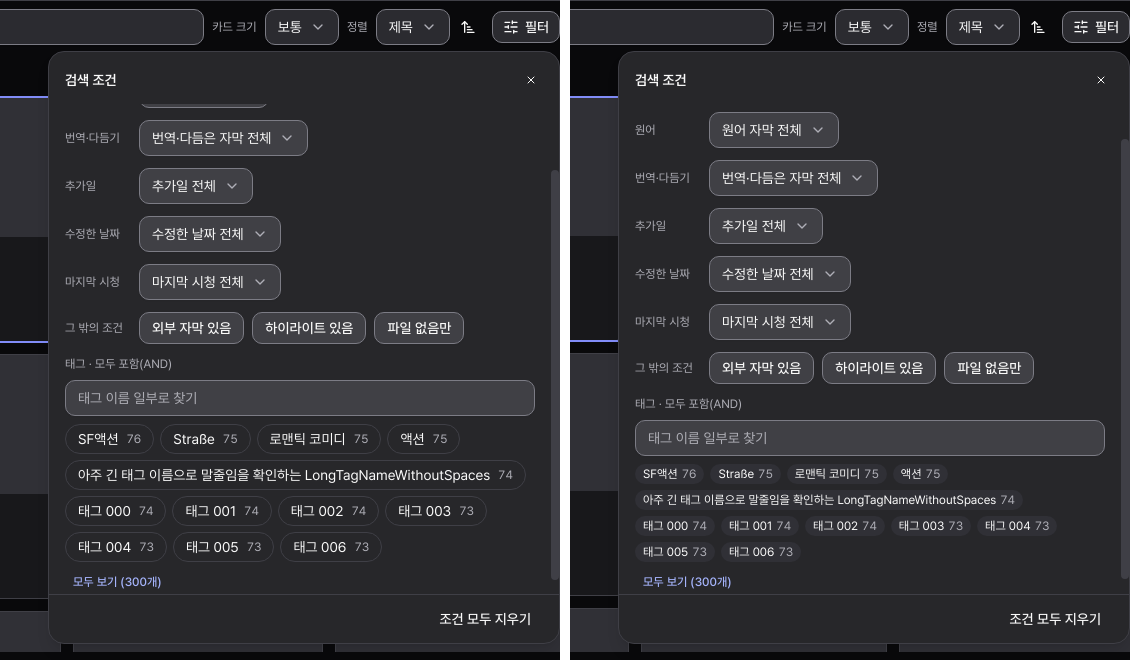 카드 크기 보통 정렬 제목 필터
검색 조건
번역·다듬기 번역·다듬은 자막 전체
추가일 추가일 전체
수정한 날짜 수정한 날짜 전체
마지막 시청 마지막 시청 전체
그 밖의 조건 외부 자막 있음 하이라이트 있음 파일 없음만
태그 · 모두 포함(AND)
태그 이름 일부로 찾기
SF액션 76 Straße 75 로맨틱 코미디 75 액션 75
아주 긴 태그 이름으로 말줄임을 확인하는 LongTagNameWithoutSpaces 74
태그 000 74 태그 001 74 태그 002 74 태그 003 73
태그 004 73 태그 005 73 태그 006 73
모두 보기 (300개)
조건 모두 지우기
카드 크기 보통 정렬 제목 필터
검색 조건
원어 원어 자막 전체
번역·다듬기 번역·다듬은 자막 전체
추가일 추가일 전체
수정한 날짜 수정한 날짜 전체
마지막 시청 마지막 시청 전체
그 밖의 조건 외부 자막 있음 하이라이트 있음 파일 없음만
태그 · 모두 포함(AND)
태그 이름 일부로 찾기
SF액션 76 Straße 75 로맨틱 코미디 75 액션 75
아주 긴 태그 이름으로 말줄임을 확인하는 LongTagNameWithoutSpaces 74
태그 000 74 태그 001 74 태그 002 74 태그 003 73 태그 004 73
태그 005 73 태그 006 73
모두 보기 (300개)
조건 모두 지우기